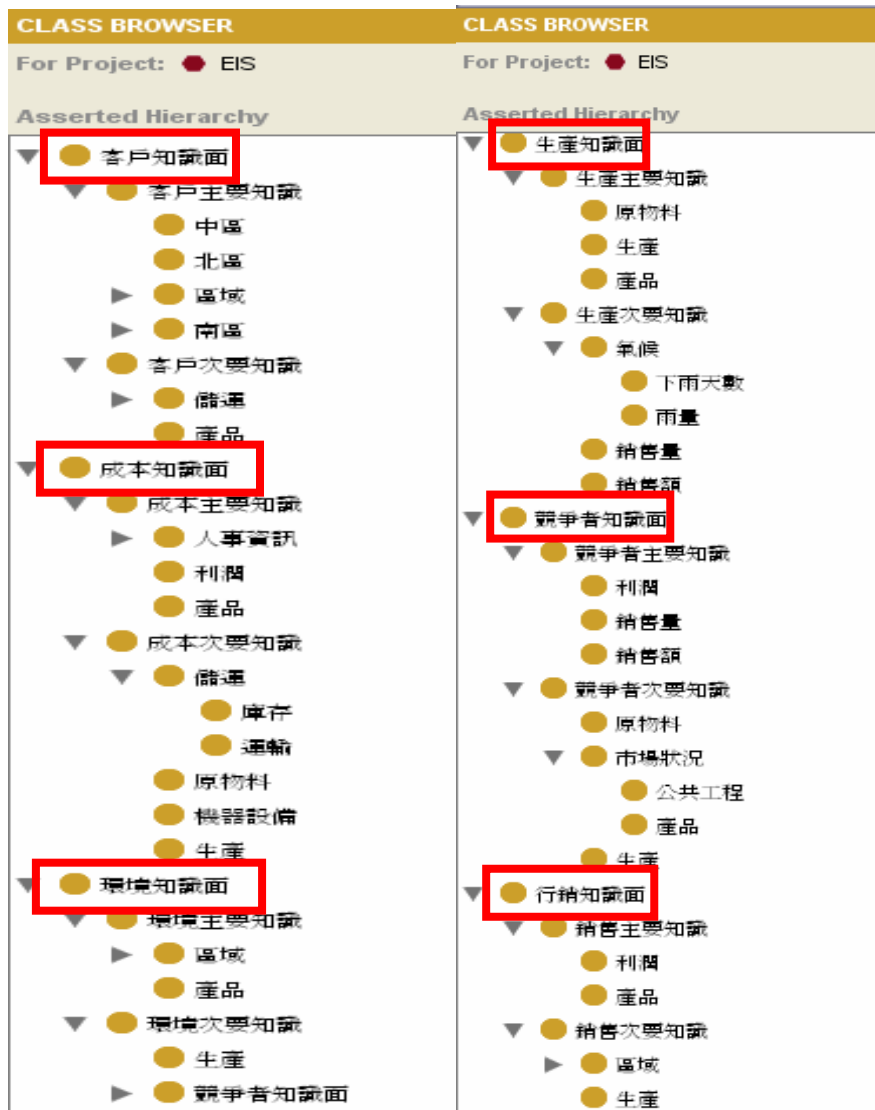 CLASS BROWSER
For Project: EIS
Asserted Hierarchy
客戶知識面
客戶主要知識
中區
北區
區域
南區
客戶次要知識
儲運
產品
成本知識面
成本主要知識
人事資訊
利潤
產品
成本次要知識
儲運
庫存
運輸
原物料
機器設備
生產
環境知識面
環境主要知識
區域
產品
環境次要知識
生產
競爭者知識面
CLASS BROWSER
For Project: EIS
Asserted Hierarchy
生產知識面
生產主要知識
原物料
生產
產品
生產次要知識
氣候
下雨天數
雨量
銷售量
銷售額
競爭者知識面
競爭者主要知識
利潤
銷售量
銷售額
競爭者次要知識
原物料
市場狀況
公共工程
產品
生產
行銷知識面
銷售主要知識
利潤
產品
銷售次要知識
區域
生產